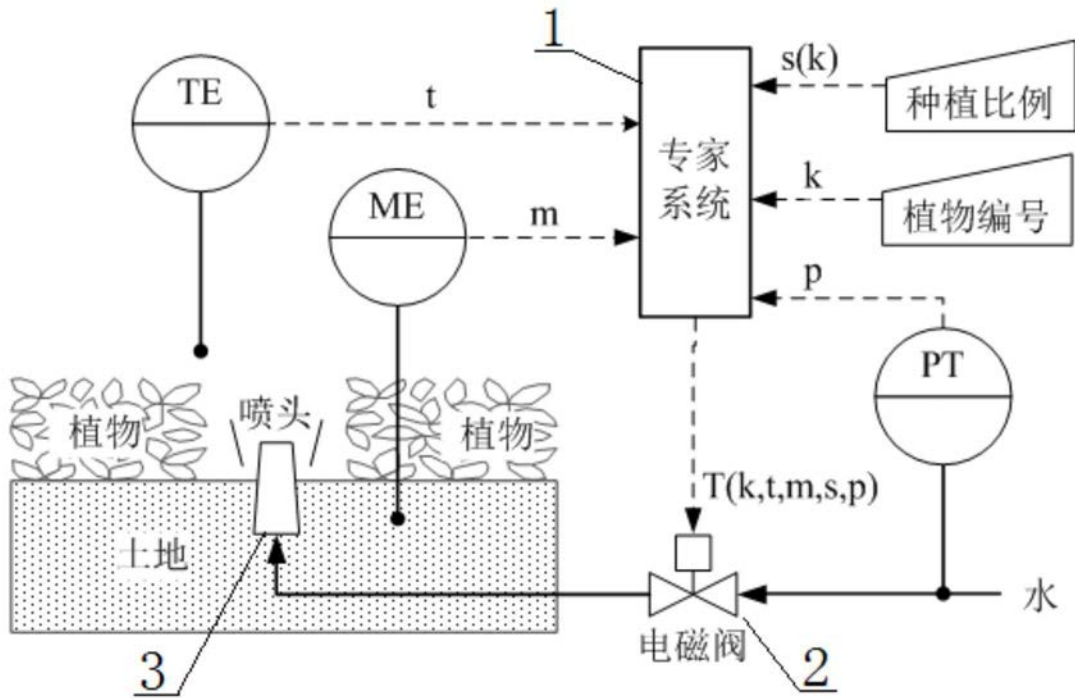 1
TE
t
s(k)
种植比例
专家
系统
ME
m
k
植物编号
p
PT
植物
喷头
植物
T(k,t,m,s,p)
土地
水
电磁阀
3
2